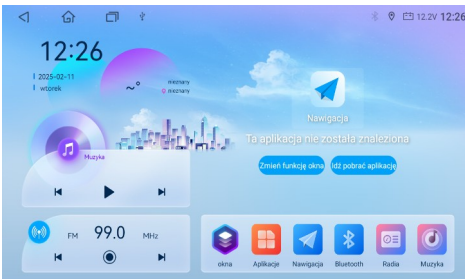 12.2V 12:26
12:26
2025-02-11
wtorek
~°
nieznany
nieznany
Nawigacja
Ta aplikacja nie została znaleziona
Zmień funkcję okna
Idź pobrać aplikację
Muzyka
FM 99.0 MHz
okna
Aplikacje
Nawigacja
Bluetooth
Radia
Muzyka